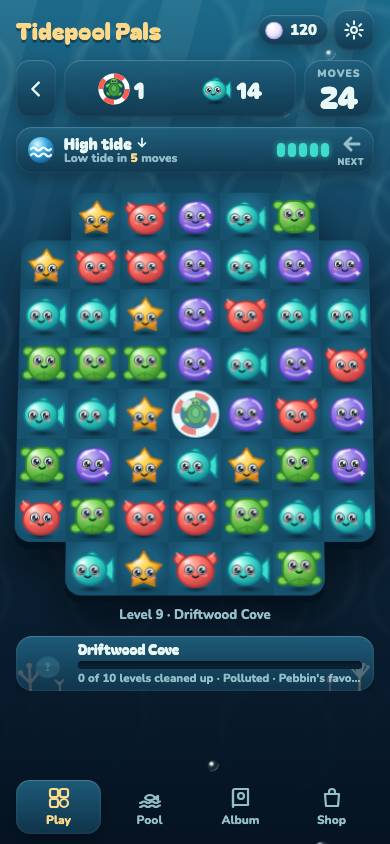 Tidepool Pals
120
1
14
MOVES
24
High tide ↓
Low tide in 5 moves
NEXT
Level 9 · Driftwood Cove
Driftwood Cove
0 of 10 levels cleaned up · Polluted · Pebbin's favo...
Play
Pool
Album
Shop